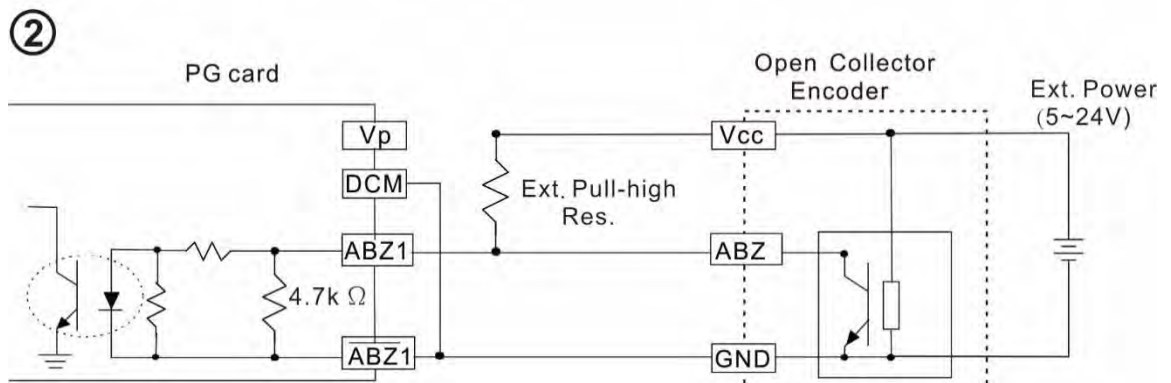 ②
PG card
Open Collector
Encoder
Ext. Power
(5~24V)
Vp
Vcc
DCM
Ext. Pull-high
Res.
ABZ1
ABZ
4.7k Ω
A̅B̅Z̅1
GND